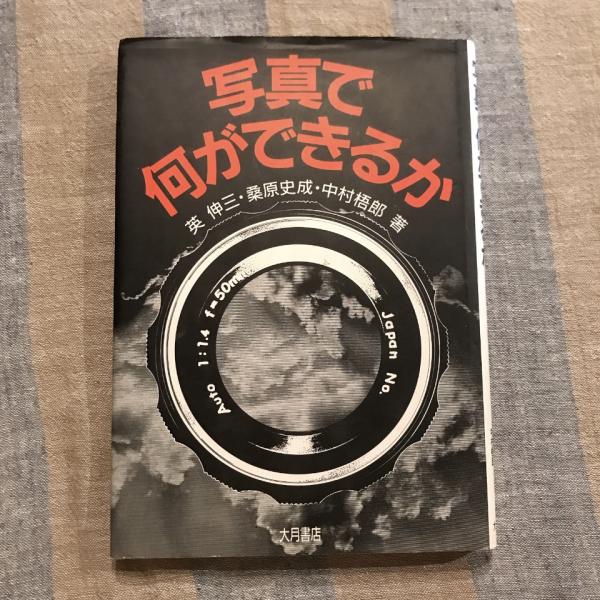 写真で
何ができるか
英 伸三・桑原史成・中村梧郎 著
Auto 1:1.4 f=50m
Japan No.
大月書店